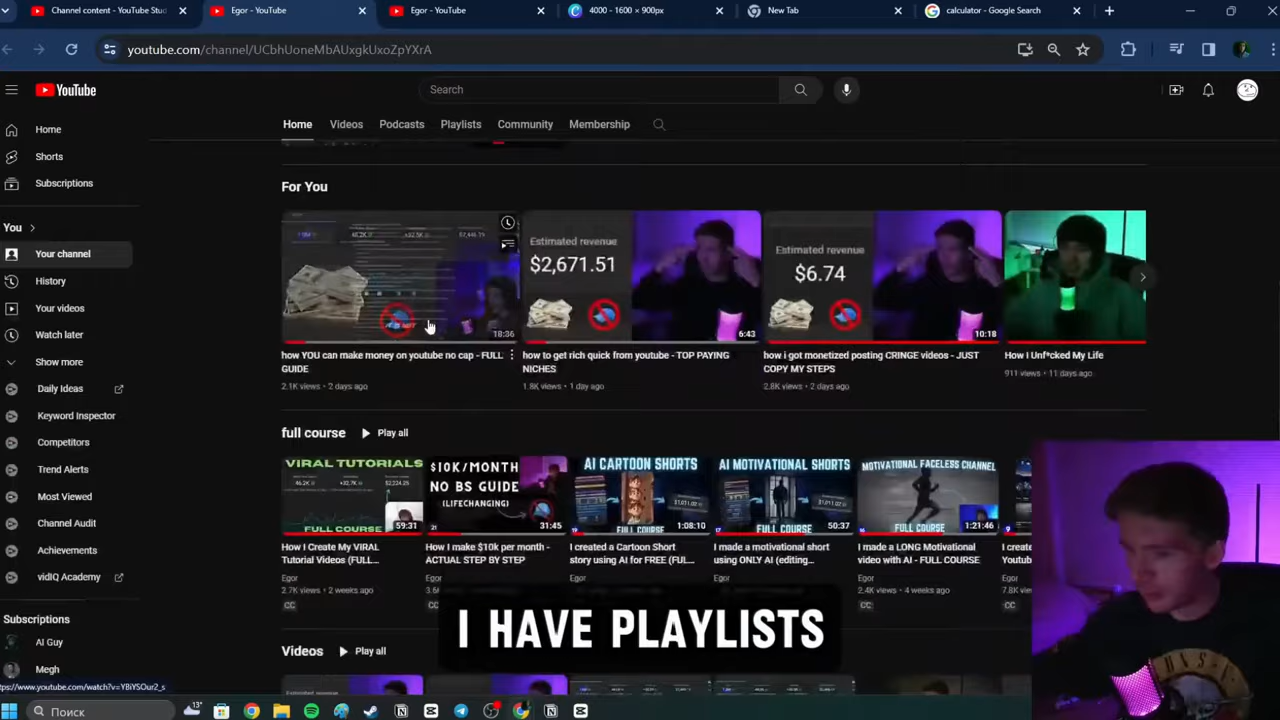 Channel content - YouTube Stu
Egor - YouTube
Egor - YouTube
4000 - 1600 × 900px
New Tab
calculator - Google Search
youtube.com/channel/UCbhUoneMbAUxgkUxoZpYXrA
YouTube
Search
Home
Videos
Podcasts
Playlists
Community
Membership
Home
Shorts
Subscriptions
You
Your channel
History
Your videos
Watch later
Show more
Daily Ideas
Keyword Inspector
Competitors
Trend Alerts
Most Viewed
Channel Audit
Achievements
vidIQ Academy
Subscriptions
AI Guy
Megh
For You
18:36
how YOU can make money on youtube no cap - FULL
GUIDE
2.1K views • 2 days ago
Estimated revenue
$2,671.51
6:43
how to get rich quick from youtube - TOP PAYING
NICHES
1.8K views • 1 day ago
Estimated revenue
$6.74
10:18
how i got monetized posting CRINGE videos - JUST
COPY MY STEPS
2.8K views • 2 days ago
How I Unf*cked My Life
911 views • 11 days ago
full course
Play all
VIRAL TUTORIALS
FULL COURSE
59:31
How I Create My VIRAL
Tutorial Videos (FULL...
Egor
2.7K views • 2 weeks ago
CC
$10K/MONTH
NO BS GUIDE
(LIFECHANGING)
31:45
How I make $10k per month -
ACTUAL STEP BY STEP
Egor
AI CARTOON SHORTS
FULL COURSE
1:08:10
I created a Cartoon Short
story using AI for FREE (FUL...
Egor
AI MOTIVATIONAL SHORTS
FULL COURSE
50:37
I made a motivational short
using ONLY AI (editing...
Egor
MOTIVATIONAL FACELESS CHANNEL
FULL COURSE
1:21:46
I made a LONG Motivational
video with AI - FULL COURSE
Egor
CC
I creat
Youtub
Egor
7.8K vi
CC
I HAVE PLAYLISTS
Videos
Play all
Поиск